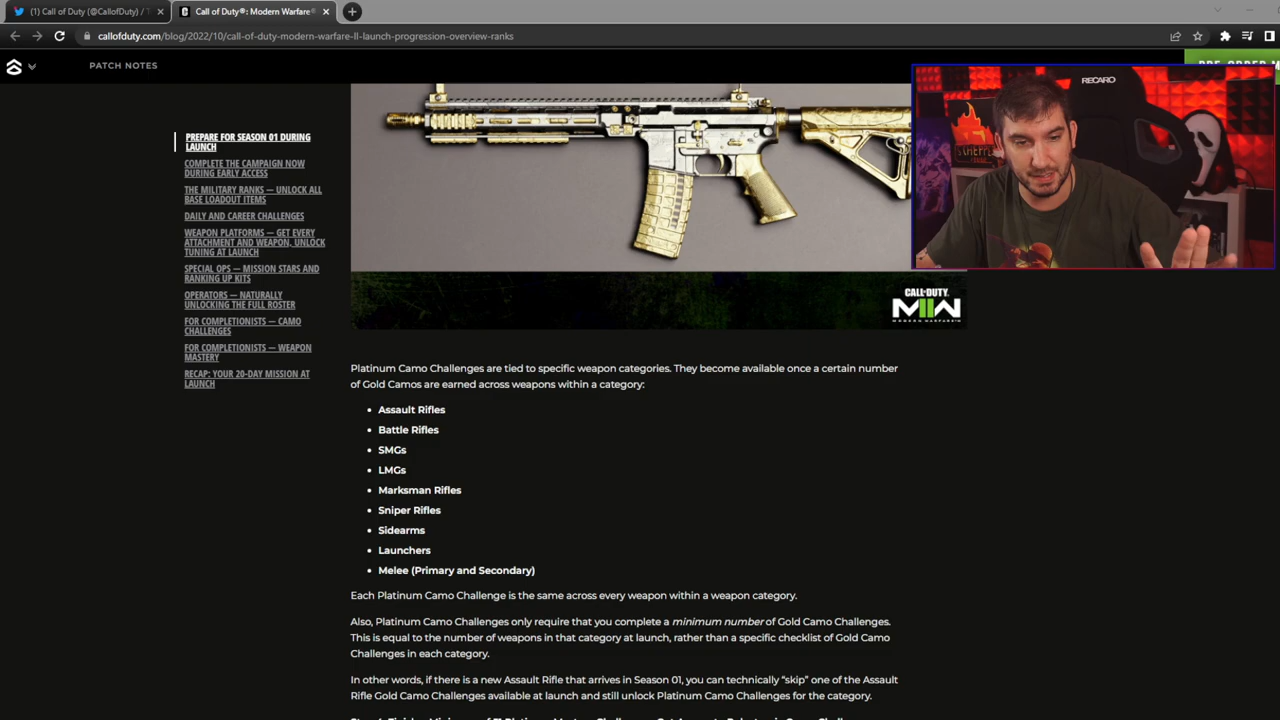 (1) Call of Duty (@CallofDuty) / T
Call of Duty®: Modern Warfare®
callofduty.com/blog/2022/10/call-of-duty-modern-warfare-II-launch-progression-overview-ranks
PATCH NOTES
RECARO
PREPARE FOR SEASON 01 DURING
LAUNCH
COMPLETE THE CAMPAIGN NOW
DURING EARLY ACCESS
THE MILITARY RANKS — UNLOCK ALL
BASE LOADOUT ITEMS
DAILY AND CAREER CHALLENGES
WEAPON PLATFORMS — GET EVERY
ATTACHMENT AND WEAPON, UNLOCK
TUNING AT LAUNCH
SPECIAL OPS — MISSION STARS AND
RANKING UP KITS
OPERATORS — NATURALLY
UNLOCKING THE FULL ROSTER
FOR COMPLETIONISTS — CAMO
CHALLENGES
FOR COMPLETIONISTS — WEAPON
MASTERY
RECAP: YOUR 20-DAY MISSION AT
LAUNCH
CALL OF DUTY
MWII
MODERN WARFARE II
Platinum Camo Challenges are tied to specific weapon categories. They become available once a certain number
of Gold Camos are earned across weapons within a category:
• Assault Rifles
• Battle Rifles
• SMGs
• LMGs
• Marksman Rifles
• Sniper Rifles
• Sidearms
• Launchers
• Melee (Primary and Secondary)
Each Platinum Camo Challenge is the same across every weapon within a weapon category.
Also, Platinum Camo Challenges only require that you complete a minimum number of Gold Camo Challenges.
This is equal to the number of weapons in that category at launch, rather than a specific checklist of Gold Camo
Challenges in each category.
In other words, if there is a new Assault Rifle that arrives in Season 01, you can technically “skip” one of the Assault
Rifle Gold Camo Challenges available at launch and still unlock Platinum Camo Challenges for the category.